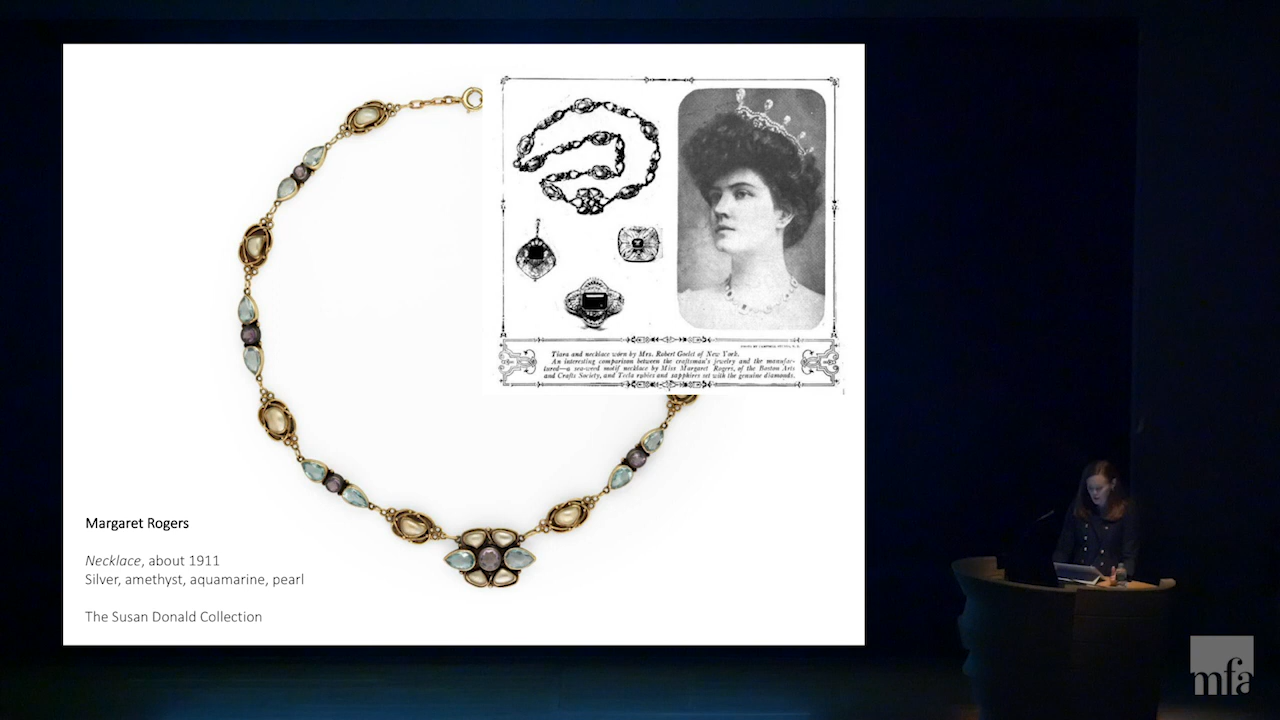 Tiara and necklace worn by Mrs. Robert Goelet of New York.
An interesting comparison between the craftsman's jewelry and the manufac-
tured—a sea-weed motif necklace by Miss Margaret Rogers, of the Boston Arts
and Crafts Society, and Tecla rubies and sapphires set with the genuine diamonds.
Margaret Rogers
Necklace, about 1911
Silver, amethyst, aquamarine, pearl
The Susan Donald Collection
mfa